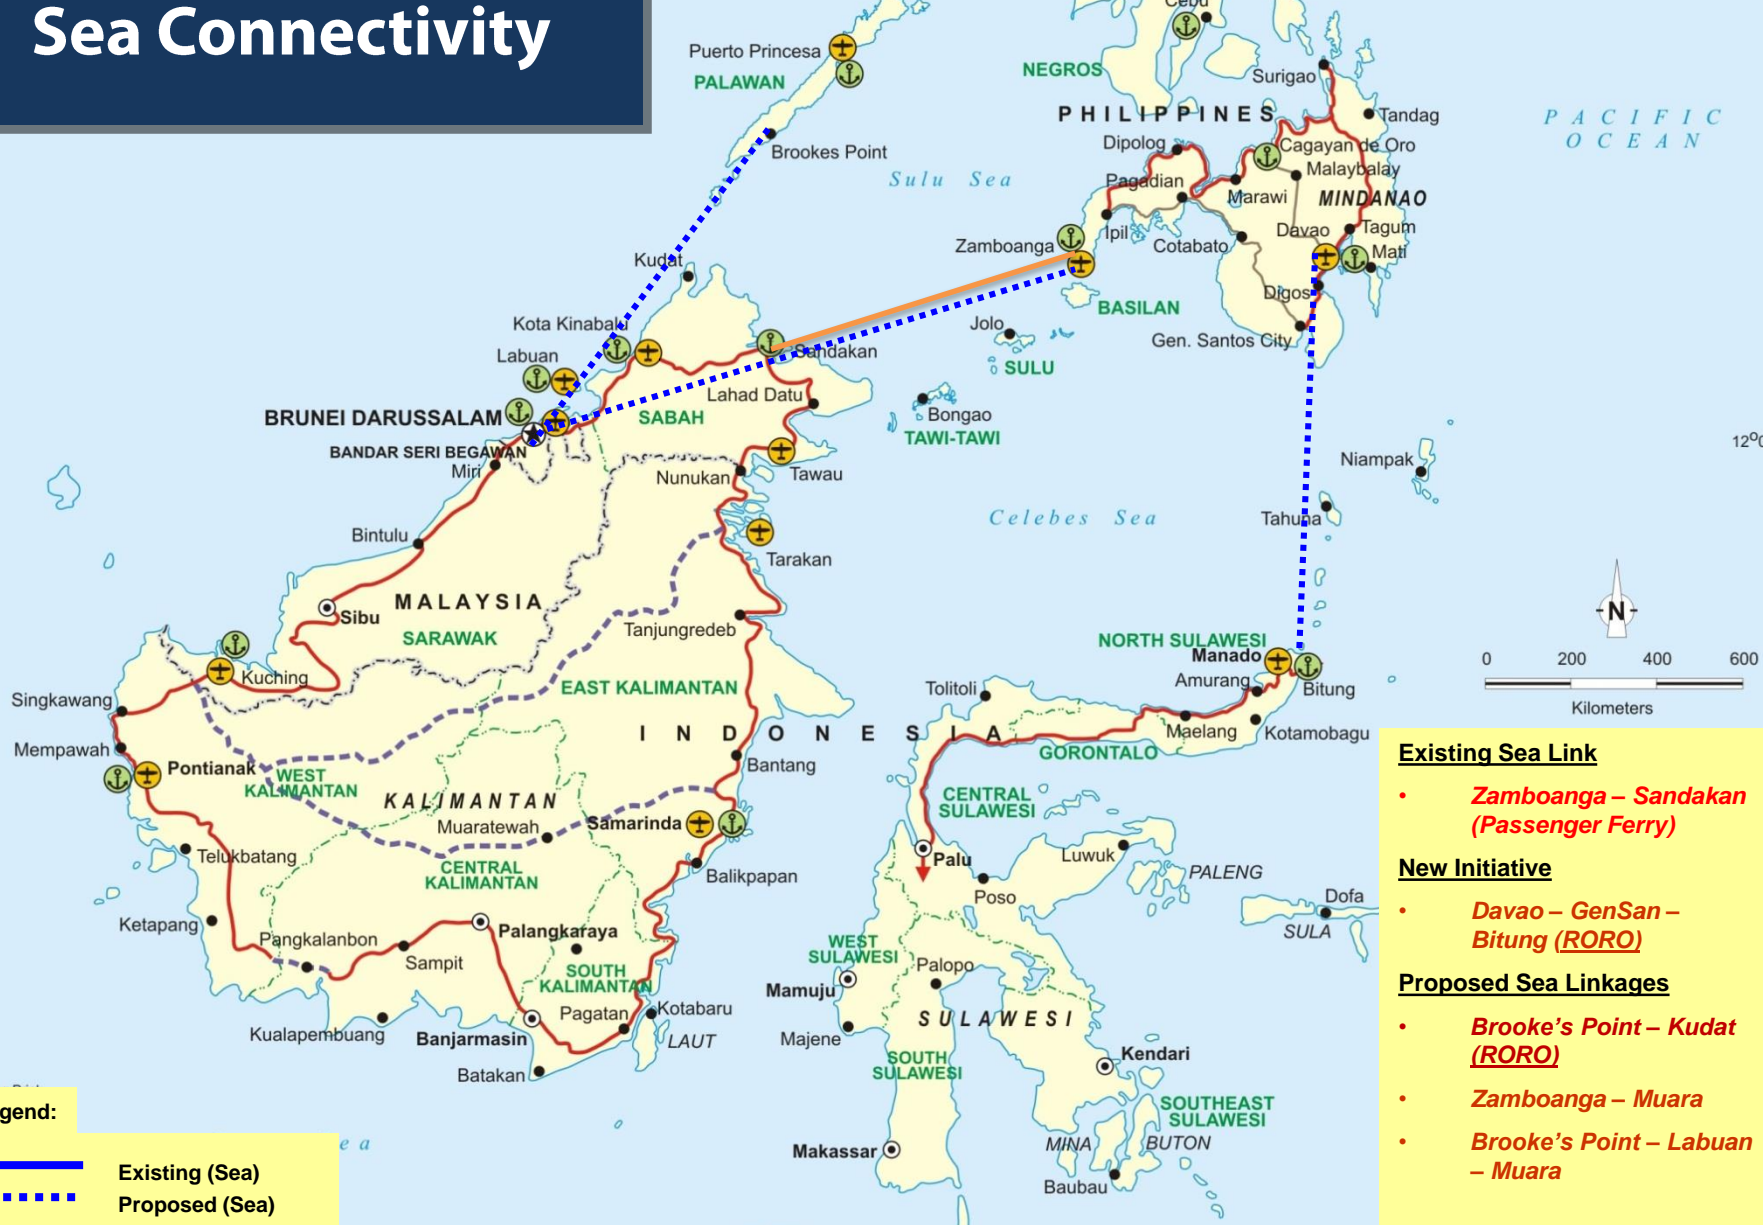 Sea Connectivity
Cebu
Puerto Princesa
PALAWAN
NEGROS
Surigao
PHILIPPINES
Tandag
PACIFIC
OCEAN
Brookes Point
Dipolog
Cagayan de Oro
Malaybalay
Sulu Sea
Pagadian
Marawi
MINDANAO
Ipil
Cotabato
Davao
Tagum
Mati
Zamboanga
Kudat
Digos
BASILAN
Jolo
Gen. Santos City
Kota Kinabalu
Sandakan
Labuan
SULU
Lahad Datu
BRUNEI DARUSSALAM
SABAH
Bongao
BANDAR SERI BEGAWAN
TAWI-TAWI
Miri
Nunukan
Tawau
Niampak
Celebes Sea
Tahuna
Bintulu
Tarakan
MALAYSIA
Sibu
SARAWAK
Tanjungredeb
NORTH SULAWESI
Manado
N
0 200 400 600
Kilometers
Kuching
Amurang
Bitung
EAST KALIMANTAN
Tolitoli
Singkawang
INDONESIA
Maelang
Kotamobagu
Mempawah
GORONTALO
Pontianak
Bantang
WEST
KALIMANTAN
KALIMANTAN
CENTRAL
SULAWESI
Muaratewah
Samarinda
Telukbatang
CENTRAL
KALIMANTAN
Balikpapan
Palu
Luwuk
PALENG
Poso
Dofa
SULA
Ketapang
Pangkalanbon
Palangkaraya
Sampit
WEST
SULAWESI
SOUTH
KALIMANTAN
Palopo
Mamuju
Pagatan
Kotabaru
SULAWESI
Kualapembuang
Banjarmasin
LAUT
Majene
Batakan
SOUTH
SULAWESI
Kendari
SOUTHEAST
SULAWESI
MINA
BUTON
Makassar
Baubau
Existing Sea Link
• Zamboanga – Sandakan
(Passenger Ferry)
New Initiative
• Davao – GenSan –
Bitung (RORO)
Proposed Sea Linkages
• Brooke's Point – Kudat
(RORO)
• Zamboanga – Muara
• Brooke's Point – Labuan
– Muara
gend:
e a
Existing (Sea)
Proposed (Sea)